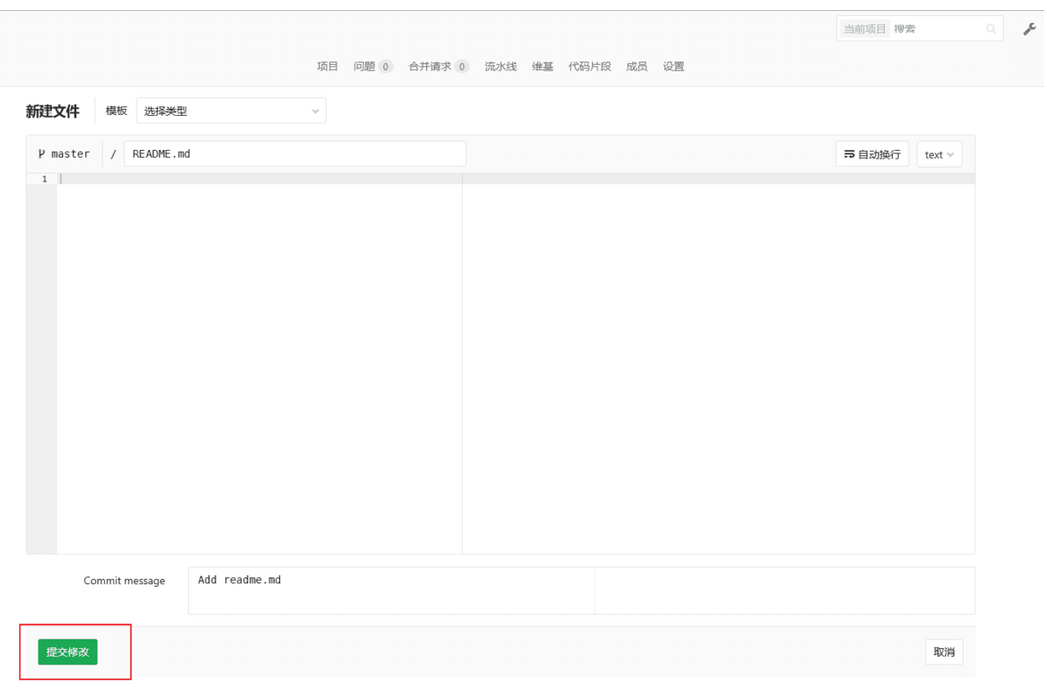 当前项目 搜索
项目 问题 0 合并请求 0 流水线 维基 代码片段 成员 设置
新建文件 模板 选择类型
master / README.md 自动换行 text
1
Commit message Add readme.md
提交修改 取消